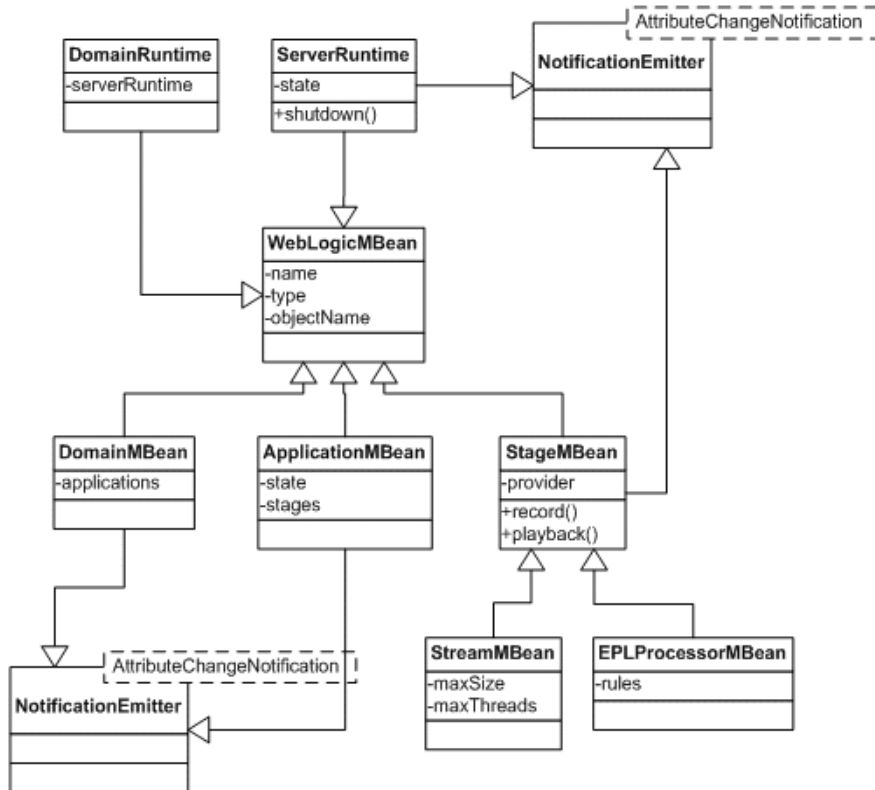 AttributeChangeNotification
DomainRuntime
-serverRuntime
ServerRuntime
-state
+shutdown()
NotificationEmitter
WebLogicMBean
-name
-type
-objectName
DomainMBean
-applications
ApplicationMBean
-state
-stages
StageMBean
-provider
+record()
+playback()
AttributeChangeNotification
NotificationEmitter
StreamMBean
-maxSize
-maxThreads
EPLProcessorMBean
-rules